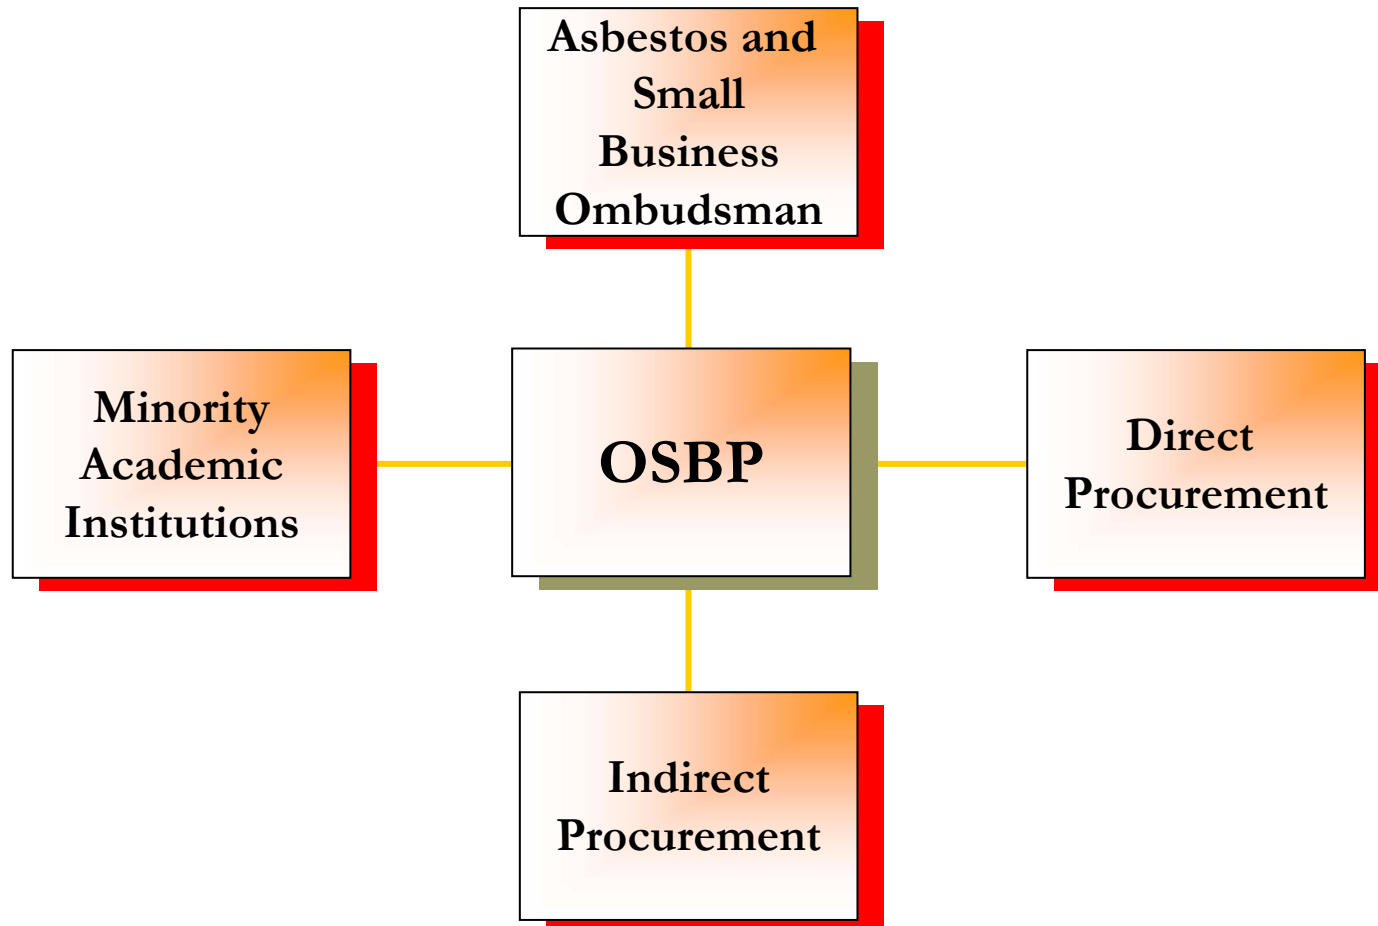 Asbestos and
Small
Business
Ombudsman
Minority
Academic
Institutions
OSBP
Direct
Procurement
Indirect
Procurement